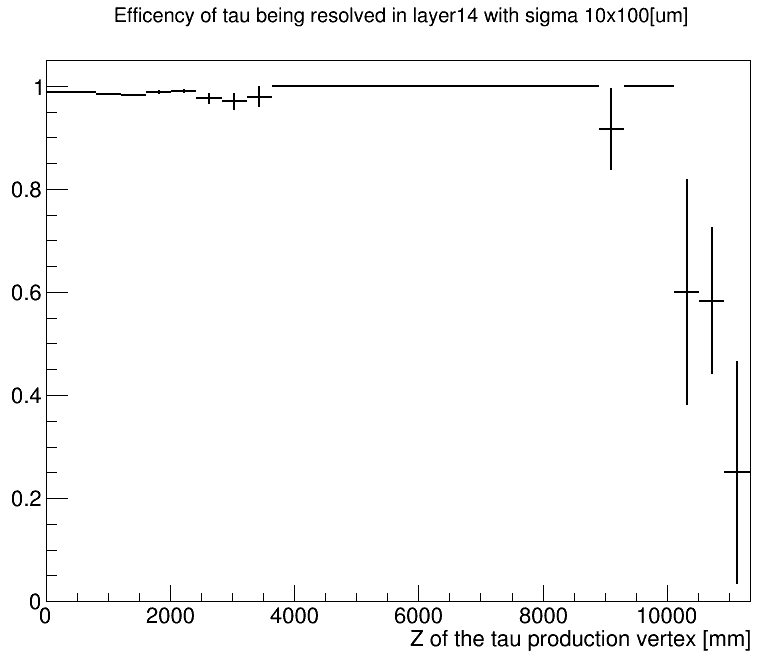 Efficency of tau being resolved in layer14 with sigma 10x100[um]
1
0.8
0.6
0.4
0.2
0
0 2000 4000 6000 8000 10000
Z of the tau production vertex [mm]